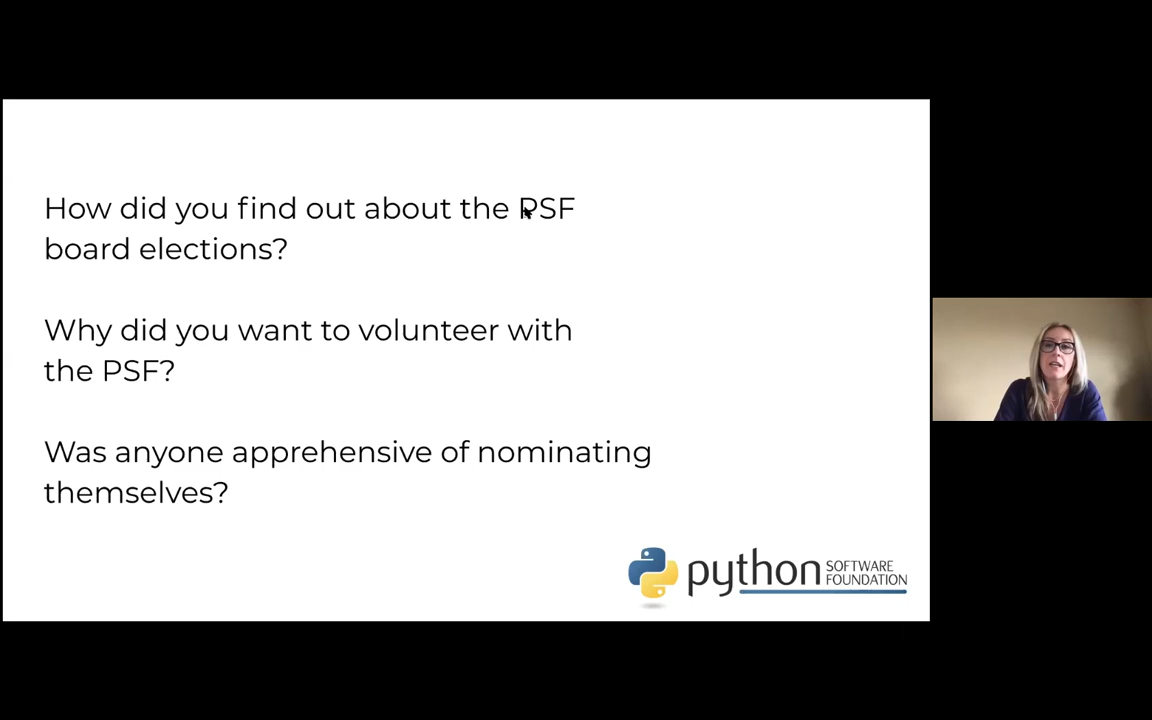 How did you find out about the PSF
board elections?
Why did you want to volunteer with
the PSF?
Was anyone apprehensive of nominating
themselves?
python SOFTWARE
FOUNDATION